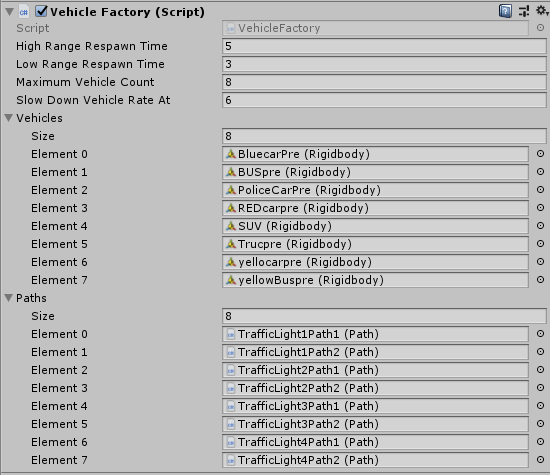 Vehicle Factory (Script)
Script VehicleFactory
High Range Respawn Time 5
Low Range Respawn Time 3
Maximum Vehicle Count 8
Slow Down Vehicle Rate At 6
Vehicles
Size 8
Element 0 BluecarPre (Rigidbody)
Element 1 BUSpre (Rigidbody)
Element 2 PoliceCarPre (Rigidbody)
Element 3 REDcarpre (Rigidbody)
Element 4 SUV (Rigidbody)
Element 5 Trucpre (Rigidbody)
Element 6 yellocarpre (Rigidbody)
Element 7 yellowBuspre (Rigidbody)
Paths
Size 8
Element 0 TrafficLight1Path1 (Path)
Element 1 TrafficLight1Path2 (Path)
Element 2 TrafficLight2Path1 (Path)
Element 3 TrafficLight2Path2 (Path)
Element 4 TrafficLight3Path1 (Path)
Element 5 TrafficLight3Path2 (Path)
Element 6 TrafficLight4Path1 (Path)
Element 7 TrafficLight4Path2 (Path)